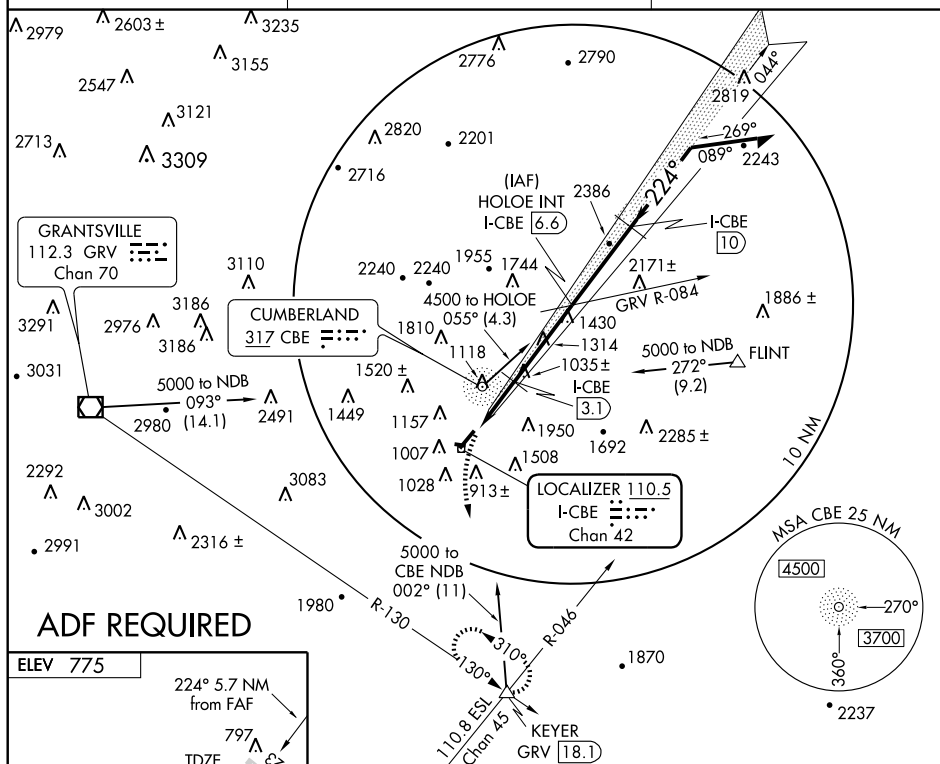 2979
2603 ±
3235
3155
2547
2776
2790
2819
044°
3121
2820
2201
269°
089°
2243
2713
3309
2716
224°
(IAF)
HOLOE INT
I-CBE 6.6
2386
I-CBE
10
GRANTSVILLE
112.3 GRV
Chan 70
3110
2240
2240
1955
1744
2171 ±
GRV R-084
4500 to HOLOE
055° (4.3)
1886 ±
3291
2976
3186
3186
CUMBERLAND
317 CBE
1810
1430
1314
1118
1035 ±
5000 to NDB
272°
(9.2)
FLINT
3031
5000 to NDB
093°
(14.1)
2980
2491
1520 ±
1449
I-CBE
3.1
1157
1950
1692
2285 ±
10 NM
1007
1508
1028
913 ±
LOCALIZER 110.5
I-CBE
Chan 42
2292
3002
3083
2991
2316 ±
MSA CBE 25 NM
4500
270°
3700
360°
5000 to
CBE NDB
002° (11)
1980
R-130
R-046
ADF REQUIRED
310°
130°
1870
2237
110.8 ESL
Chan 45
N
KEYER
GRV 18.1
ELEV 775
224° 5.7 NM
from FAF
797
TDZE